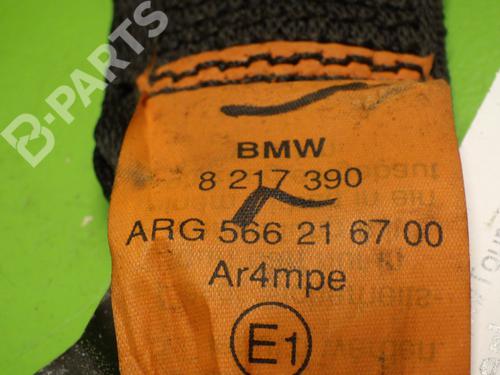 B-PARTS
BMW
8 217 390
ARG 566 21 67 00
Ar4mpe
E1